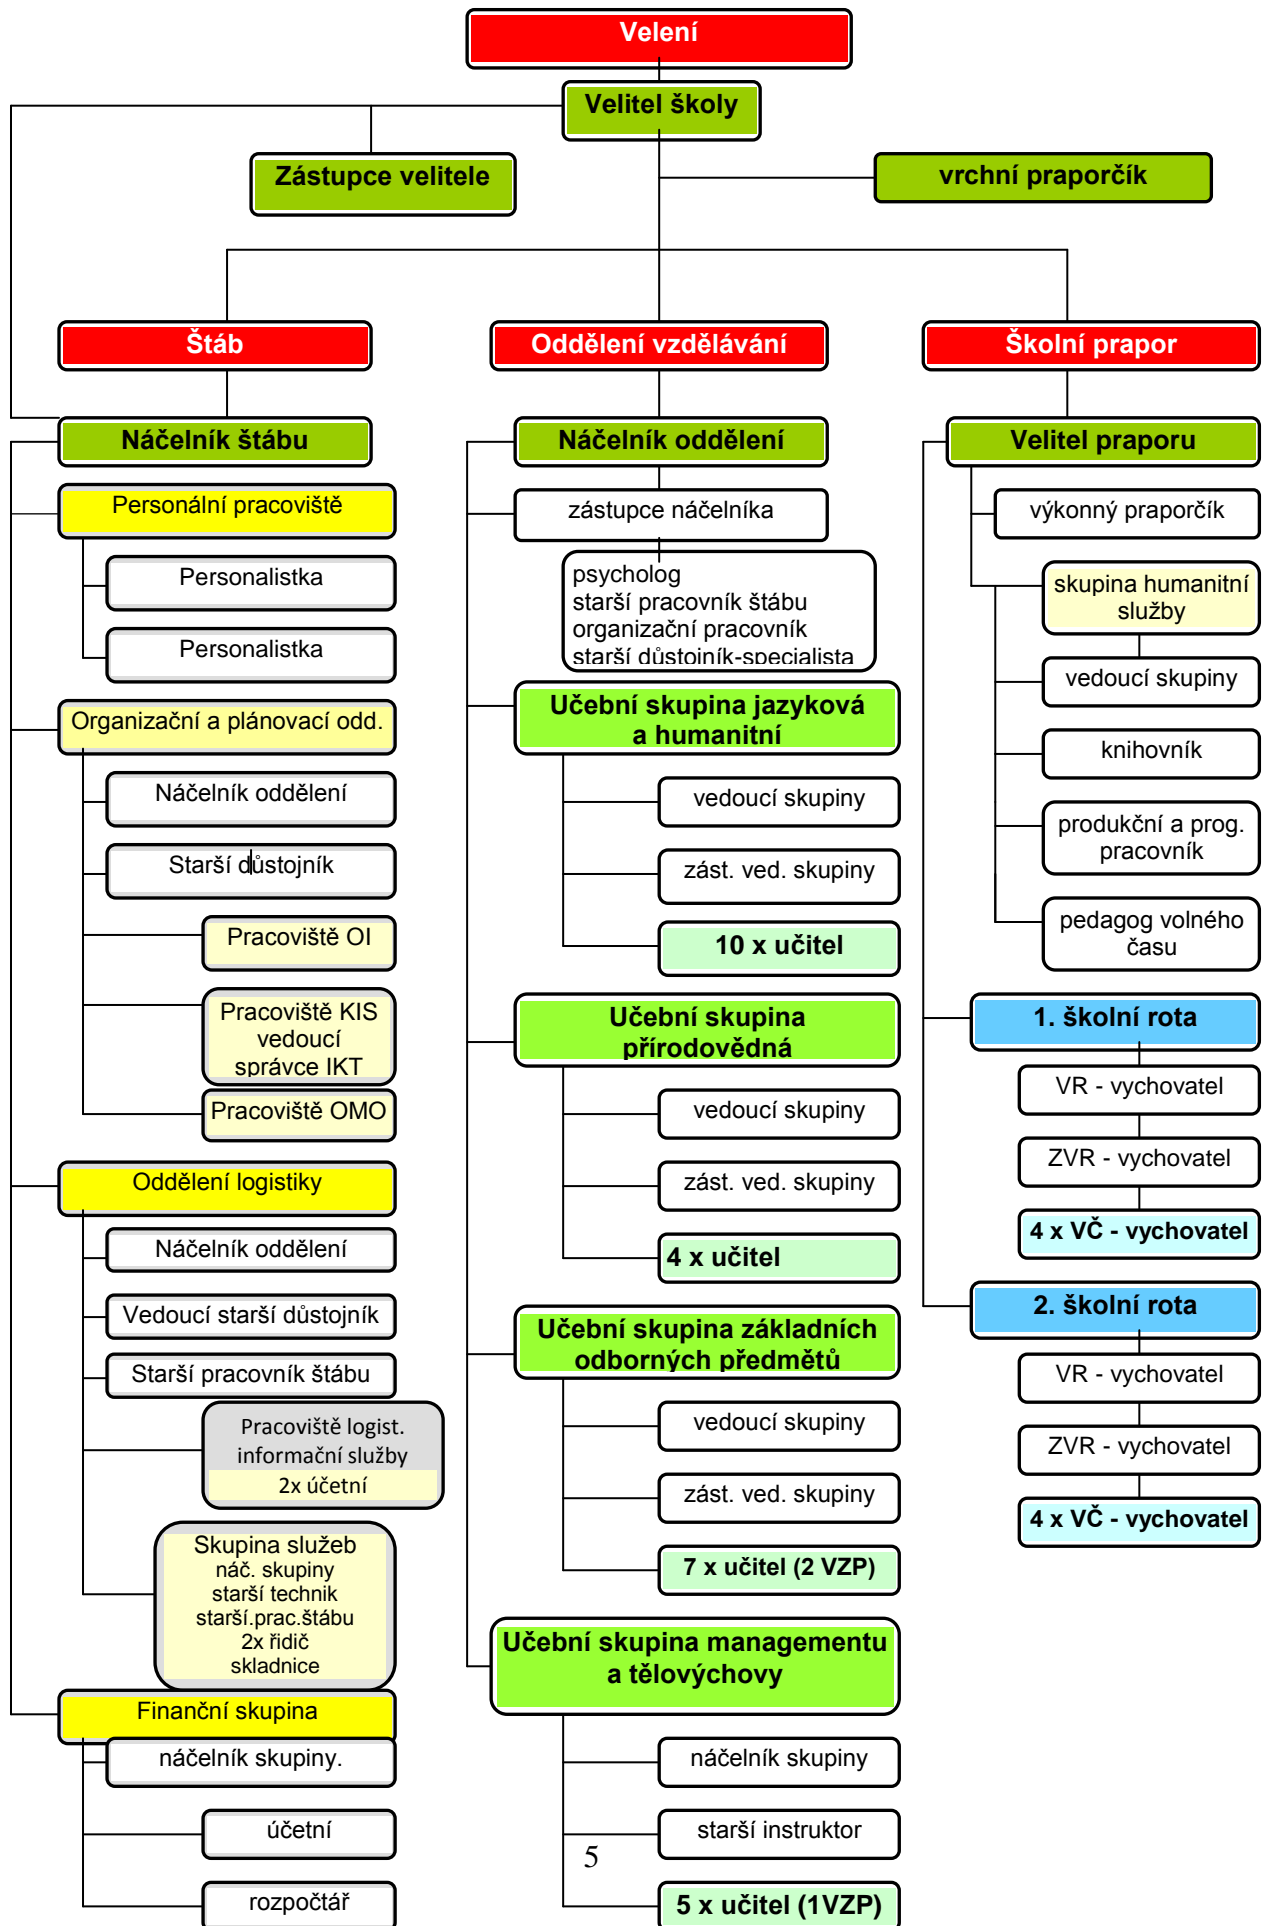 Velení
Velitel školy
Zástupce velitele
vrchní praporčík
Štáb
Náčelník štábu
Personální pracoviště
Personalistka
Personalistka
Organizační a plánovací odd.
Náčelník oddělení
Starší důstojník
Pracoviště OI
Pracoviště KIS
vedoucí
správce IKT
Pracoviště OMO
Oddělení logistiky
Náčelník oddělení
Vedoucí starší důstojník
Starší pracovník štábu
Pracoviště logist.
informační služby
2x účetní
Skupina služeb
náč. skupiny
starší technik
starší.prac.štábu
2x řidič
skladnice
Finanční skupina
náčelník skupiny.
účetní
rozpočtář
Oddělení vzdělávání
Náčelník oddělení
zástupce náčelníka
psycholog
starší pracovník štábu
organizační pracovník
starší důstojník-specialista
Učební skupina jazyková
a humanitní
vedoucí skupiny
zást. ved. skupiny
10 x učitel
Učební skupina
přírodovědná
vedoucí skupiny
zást. ved. skupiny
4 x učitel
Učební skupina základních
odborných předmětů
vedoucí skupiny
zást. ved. skupiny
7 x učitel (2 VZP)
Učební skupina managementu
a tělovýchovy
náčelník skupiny
starší instruktor
5 x učitel (1VZP)
Školní prapor
Velitel praporu
výkonný praporčík
skupina humanitní
služby
vedoucí skupiny
knihovník
produkční a prog.
pracovník
pedagog volného
času
1. školní rota
VR - vychovatel
ZVR - vychovatel
4 x VČ - vychovatel
2. školní rota
VR - vychovatel
ZVR - vychovatel
4 x VČ - vychovatel
5